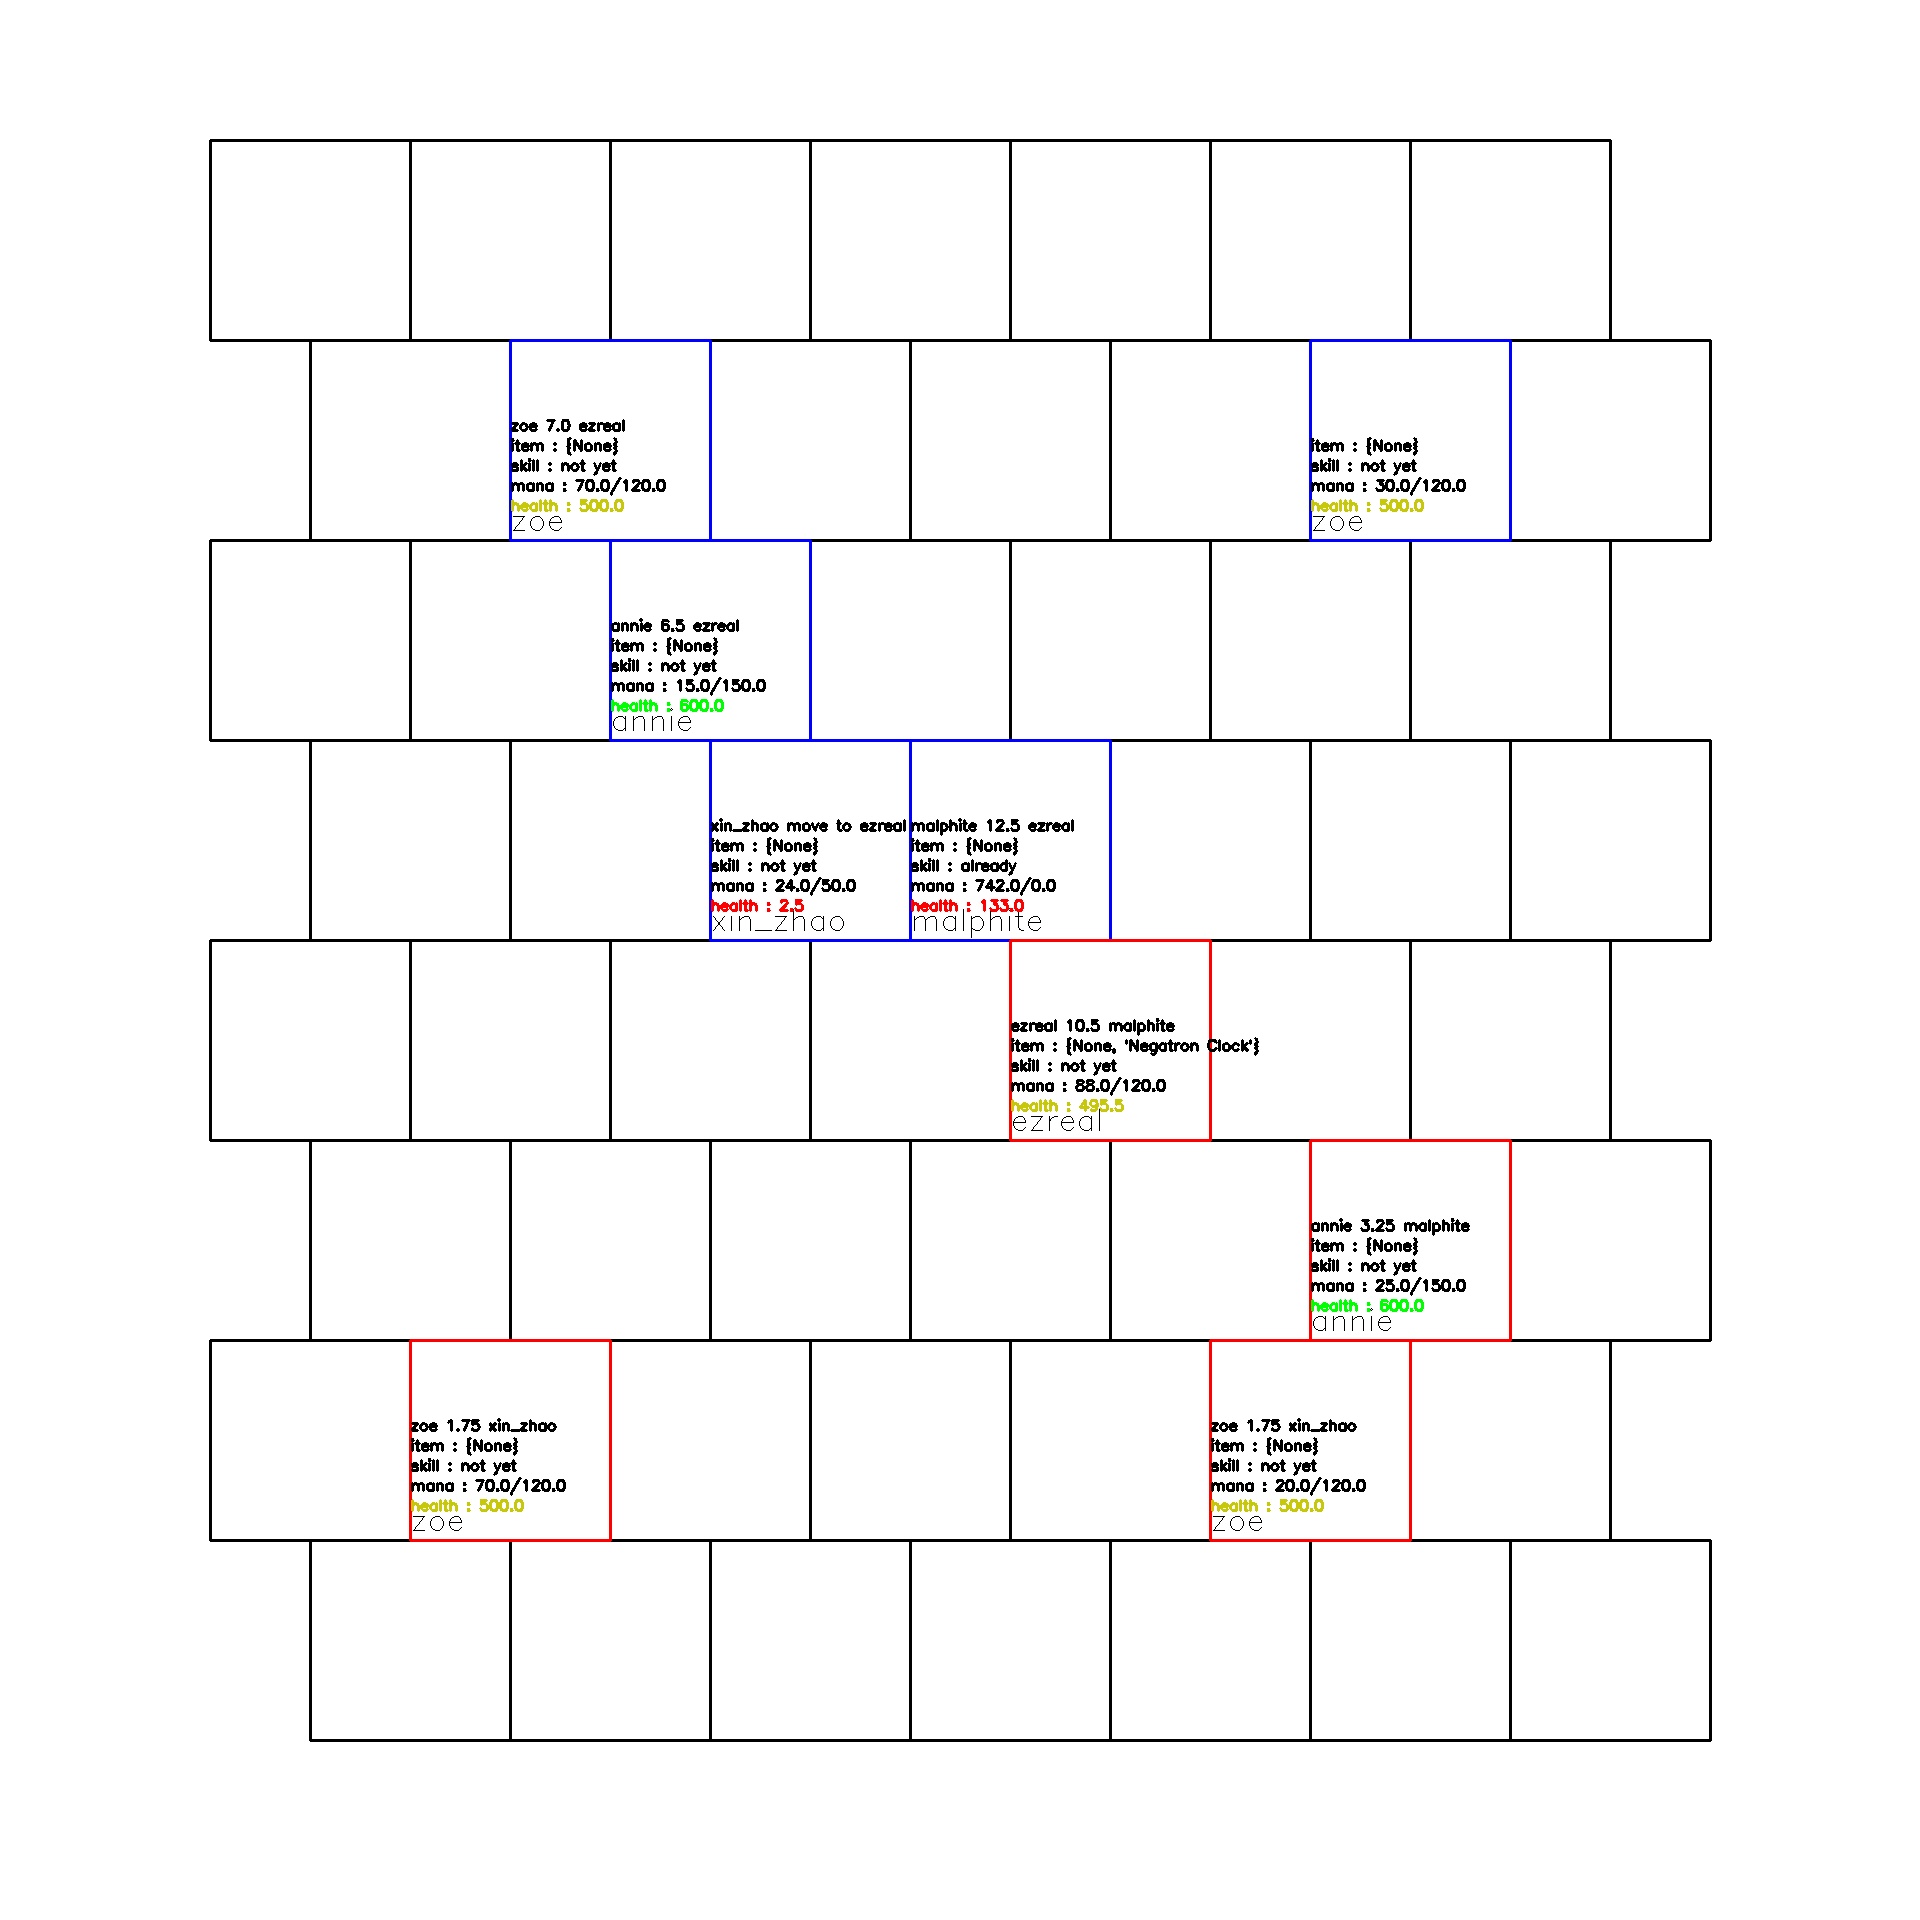 zoe 7.0 ezreal
item : {None}
skill : not yet
mana : 70.0/120.0
health : 500.0
zoe
item : {None}
skill : not yet
mana : 30.0/120.0
health : 500.0
zoe
annie 6.5 ezreal
item : {None}
skill : not yet
mana : 15.0/150.0
health : 600.0
annie
xin_zhao move to ezreal
item : {None}
skill : not yet
mana : 24.0/50.0
health : 2.5
xin_zhao
malphite 12.5 ezreal
item : {None}
skill : already
mana : 742.0/0.0
health : 133.0
malphite
ezreal 10.5 malphite
item : {None, 'Negatron Clock'}
skill : not yet
mana : 88.0/120.0
health : 495.5
ezreal
annie 3.25 malphite
item : {None}
skill : not yet
mana : 25.0/150.0
health : 600.0
annie
zoe 1.75 xin_zhao
item : {None}
skill : not yet
mana : 70.0/120.0
health : 500.0
zoe
zoe 1.75 xin_zhao
item : {None}
skill : not yet
mana : 20.0/120.0
health : 500.0
zoe